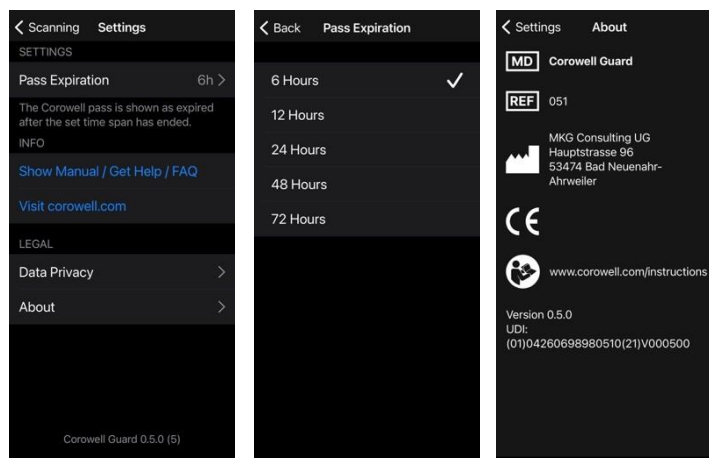 Scanning Settings
SETTINGS
Pass Expiration 6h
The Corowell pass is shown as expired
after the set time span has ended.
INFO
Show Manual / Get Help / FAQ
Visit corowell.com
LEGAL
Data Privacy
About
Corowell Guard 0.5.0 (5)
Back Pass Expiration
6 Hours
12 Hours
24 Hours
48 Hours
72 Hours
Settings About
MD Corowell Guard
REF 051
MKG Consulting UG
Hauptstrasse 96
53474 Bad Neuenahr-
Ahrweiler
CE
www.corowell.com/instructions
Version 0.5.0
UDI:
(01)04260698980510(21)V000500